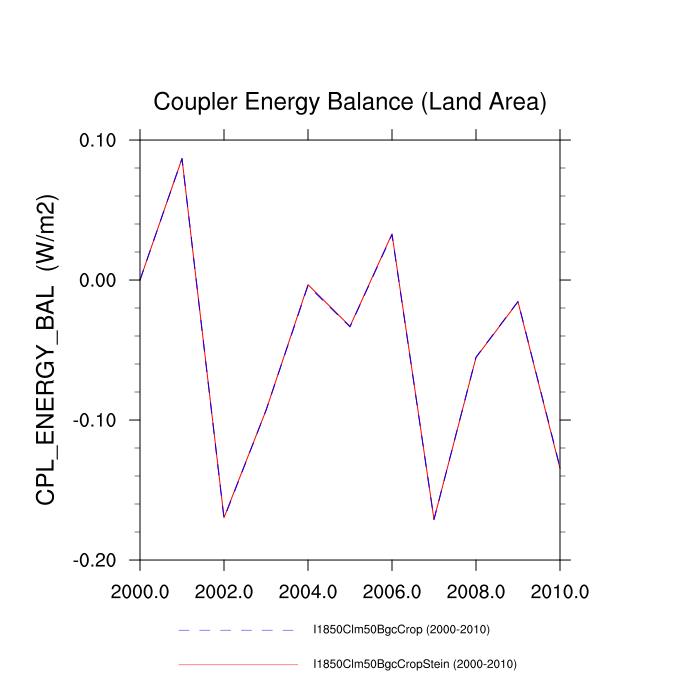 Coupler Energy Balance (Land Area)
CPL_ENERGY_BAL (W/m2)
0.10
0.00
-0.10
-0.20
2000.0 2002.0 2004.0 2006.0 2008.0 2010.0
I1850Clm50BgcCrop (2000-2010)
I1850Clm50BgcCropStein (2000-2010)